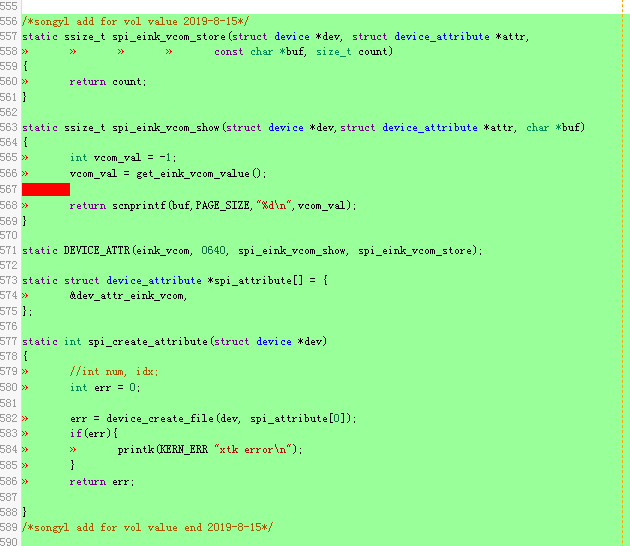 555
556 /*songyl add for vol value 2019-8-15*/
557 static ssize_t spi_eink_vcom_store(struct device *dev, struct device_attribute *attr,
558 » » » » const char *buf, size_t count)
559 {
560 » return count;
561 }
562
563 static ssize_t spi_eink_vcom_show(struct device *dev,struct device_attribute *attr, char *buf)
564 {
565 » int vcom_val = -1;
566 » vcom_val = get_eink_vcom_value();
567
568 » return scnprintf(buf,PAGE_SIZE,"%d\n",vcom_val);
569 }
570
571 static DEVICE_ATTR(eink_vcom, 0640, spi_eink_vcom_show, spi_eink_vcom_store);
572
573 static struct device_attribute *spi_attribute[] = {
574 » &dev_attr_eink_vcom,
575 };
576
577 static int spi_create_attribute(struct device *dev)
578 {
579 » //int num, idx;
580 » int err = 0;
581
582 » err = device_create_file(dev, spi_attribute[0]);
583 » if(err){
584 » » printk(KERN_ERR "xtk error\n");
585 » }
586 » return err;
587
588 }
589 /*songyl add for vol value end 2019-8-15*/
590